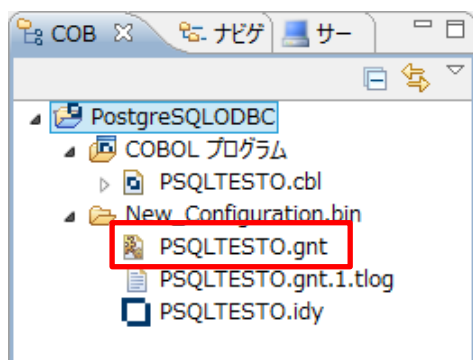 COB ナビゲ サー
PostgreSQLODBC
COBOL プログラム
PSQLTESTO.cbl
New_Configuration.bin
PSQLTESTO.gnt
PSQLTESTO.gnt.1.tlog
PSQLTESTO.idy